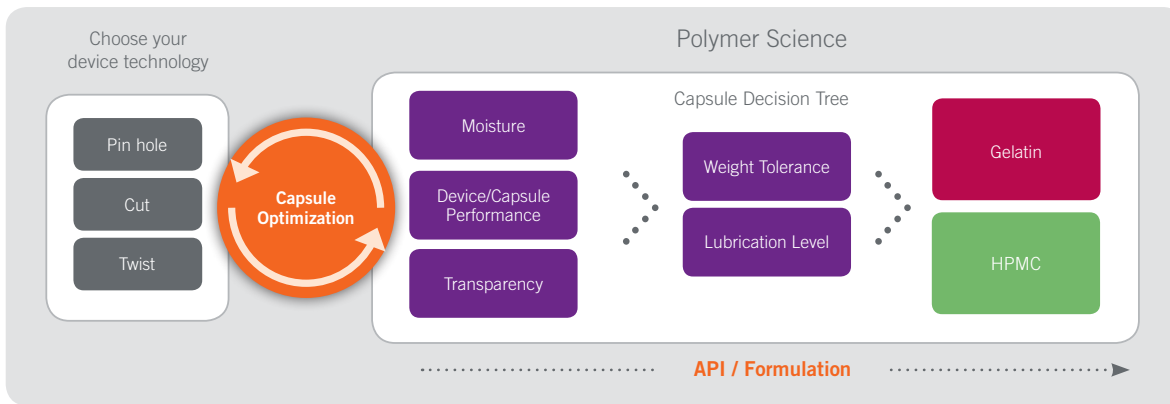 Choose your
device technology
Pin hole
Cut
Twist
Capsule
Optimization
Polymer Science
Moisture
Device/Capsule
Performance
Transparency
Capsule Decision Tree
Weight Tolerance
Lubrication Level
Gelatin
HPMC
API / Formulation